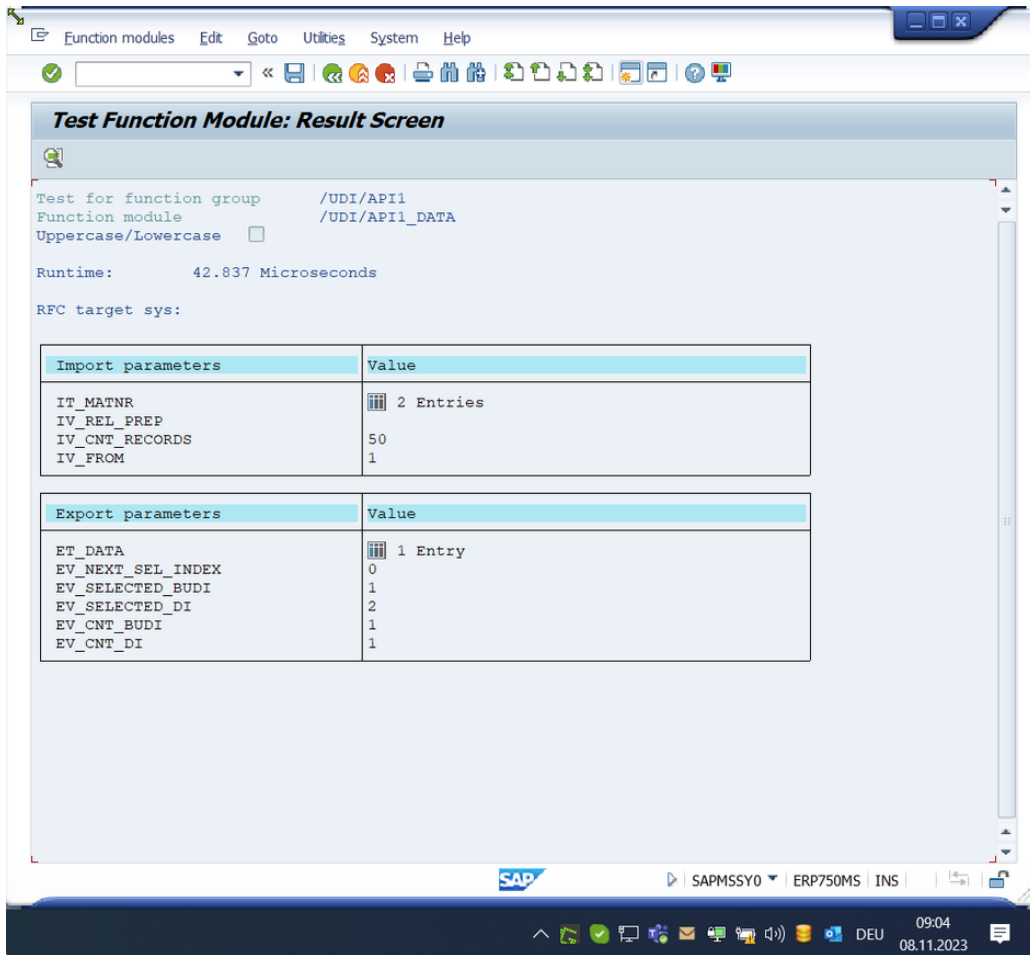 Function modules Edit Goto Utilities System Help
Test Function Module: Result Screen
Test for function group /UDI/API1
Function module /UDI/API1_DATA
Uppercase/Lowercase
Runtime: 42.837 Microseconds
RFC target sys:
Import parameters Value
IT_MATNR 2 Entries
IV_REL_PREP
IV_CNT_RECORDS 50
IV_FROM 1
Export parameters Value
ET_DATA 1 Entry
EV_NEXT_SEL_INDEX 0
EV_SELECTED_BUDI 1
EV_SELECTED_DI 2
EV_CNT_BUDI 1
EV_CNT_DI 1
SAP SAPMSSY0 ERP750MS INS
DEU 09:04
08.11.2023